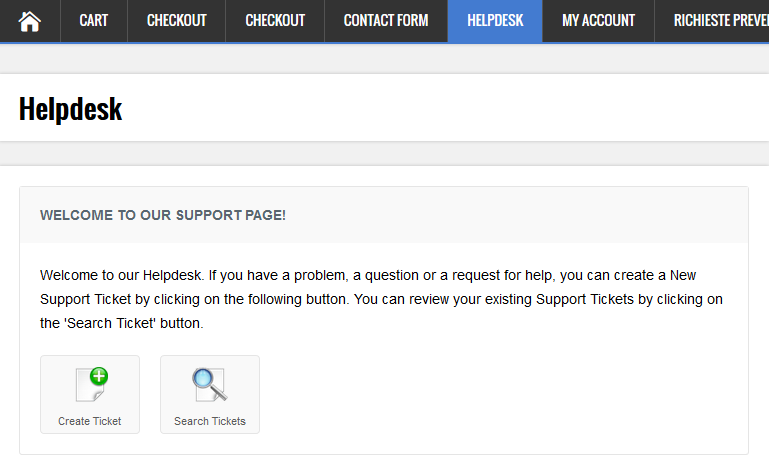 CART CHECKOUT CHECKOUT CONTACT FORM HELPDESK MY ACCOUNT RICHIESTE
Helpdesk
WELCOME TO OUR SUPPORT PAGE!
Welcome to our Helpdesk. If you have a problem, a question or a request for help, you can create a New
Support Ticket by clicking on the following button. You can review your existing Support Tickets by clicking on
the 'Search Ticket' button.
Create Ticket Search Tickets